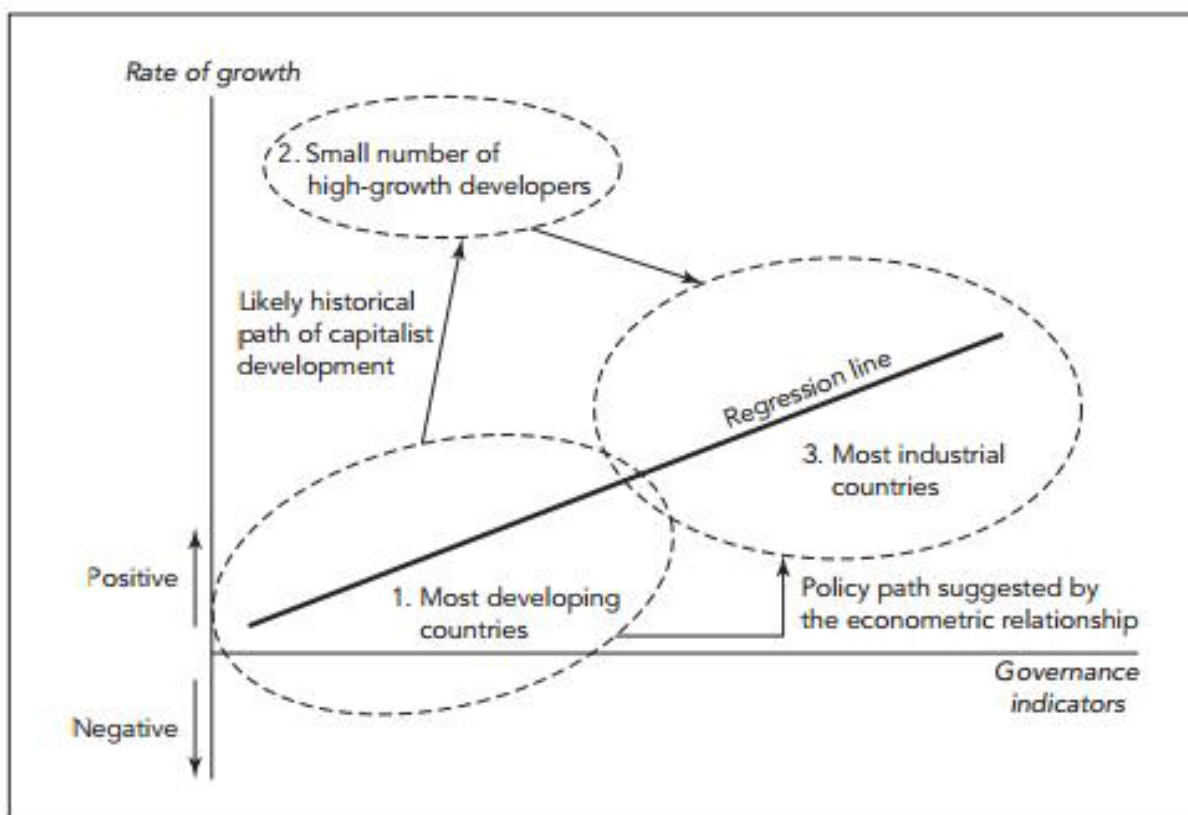 Rate of growth
2. Small number of
high-growth developers
Likely historical
path of capitalist
development
Regression line
3. Most industrial
countries
Positive
1. Most developing
countries
Policy path suggested by
the econometric relationship
Governance
indicators
Negative